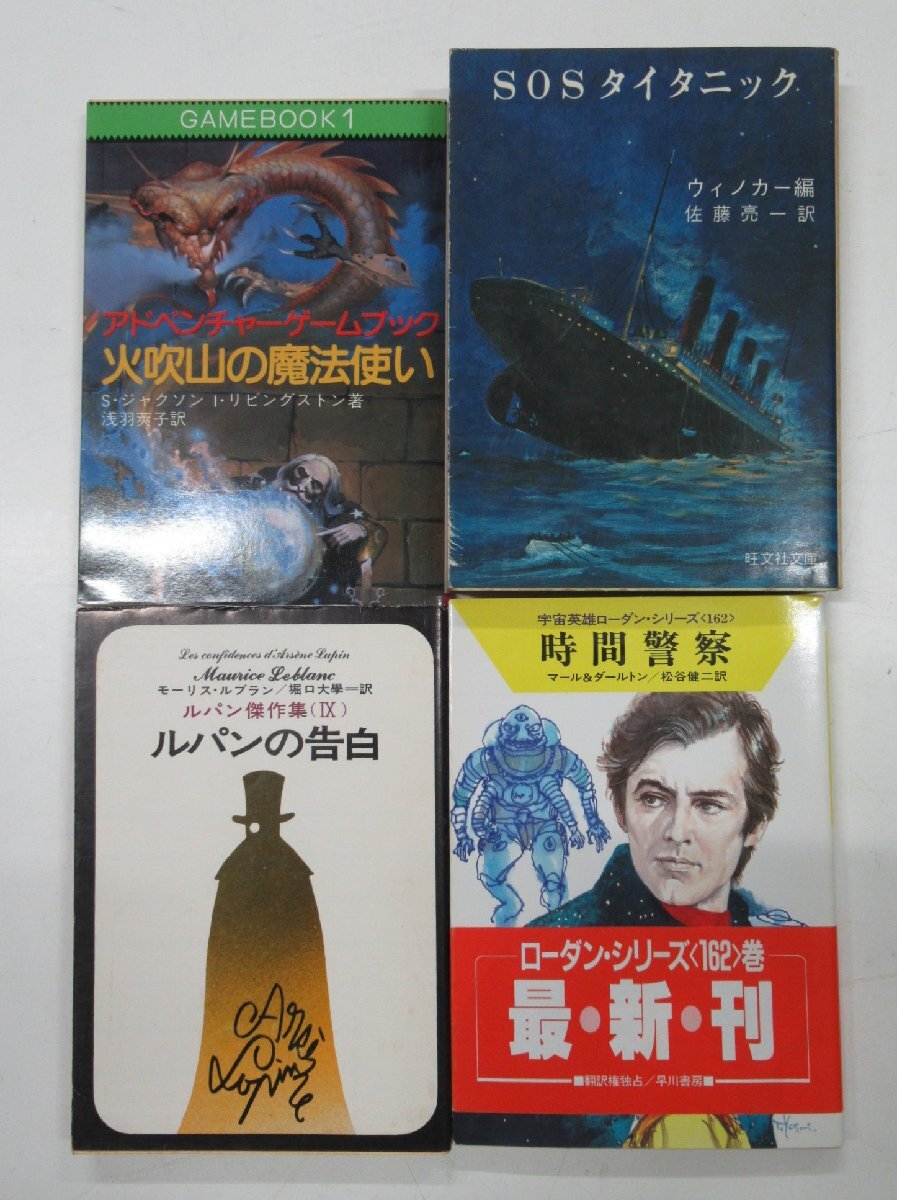 GAMEBOOK1
アドベンチャーゲームブック
火吹山の魔法使い
S・ジャクソン I・リビングストン著
浅羽莢子訳
SOSタイタニック
ウィノカー編
佐藤亮一訳
旺文社文庫
Les confidences d'Arsène Lupin
Maurice Leblanc
モーリス・ルブラン/堀口大學=訳
ルパン傑作集(IX)
ルパンの告白
Arsène
Lupin
宇宙英雄ローダン・シリーズ〈162〉
時間警察
マール&ダールトン/松谷健二訳
ローダン・シリーズ〈162〉巻
最・新・刊
■翻訳権独占/早川書房■